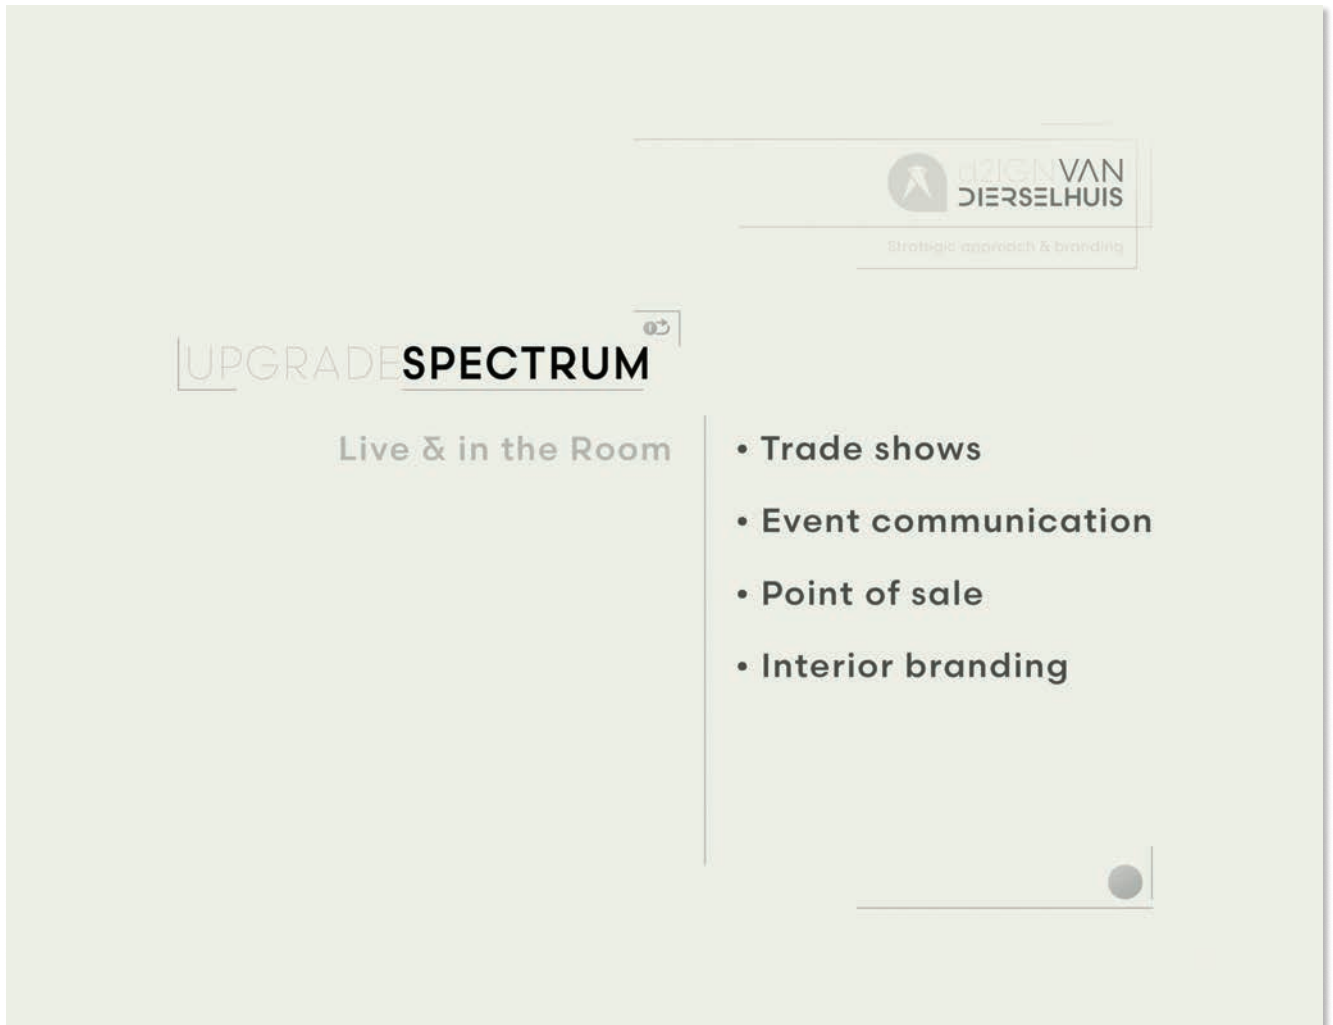 d2IGNVAN
DIERSELHUIS
Strategic approach & branding
UPGRADESPECTRUM
Live & in the Room
• Trade shows
• Event communication
• Point of sale
• Interior branding